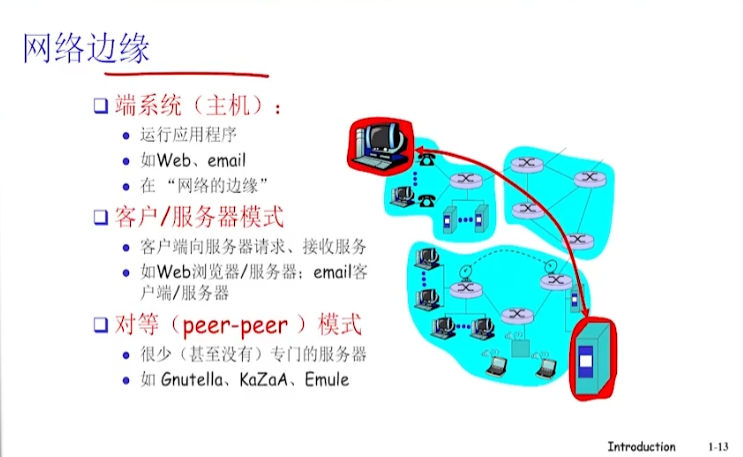 网络边缘
端系统（主机）：
运行应用程序
如Web、email
在 “网络的边缘”
客户/服务器模式
客户端向服务器请求、接收服务
如Web浏览器/服务器；email客
户端/服务器
对等（peer-peer ）模式
很少（甚至没有）专门的服务器
如 Gnutella、KaZaA、Emule
Introduction 1-13